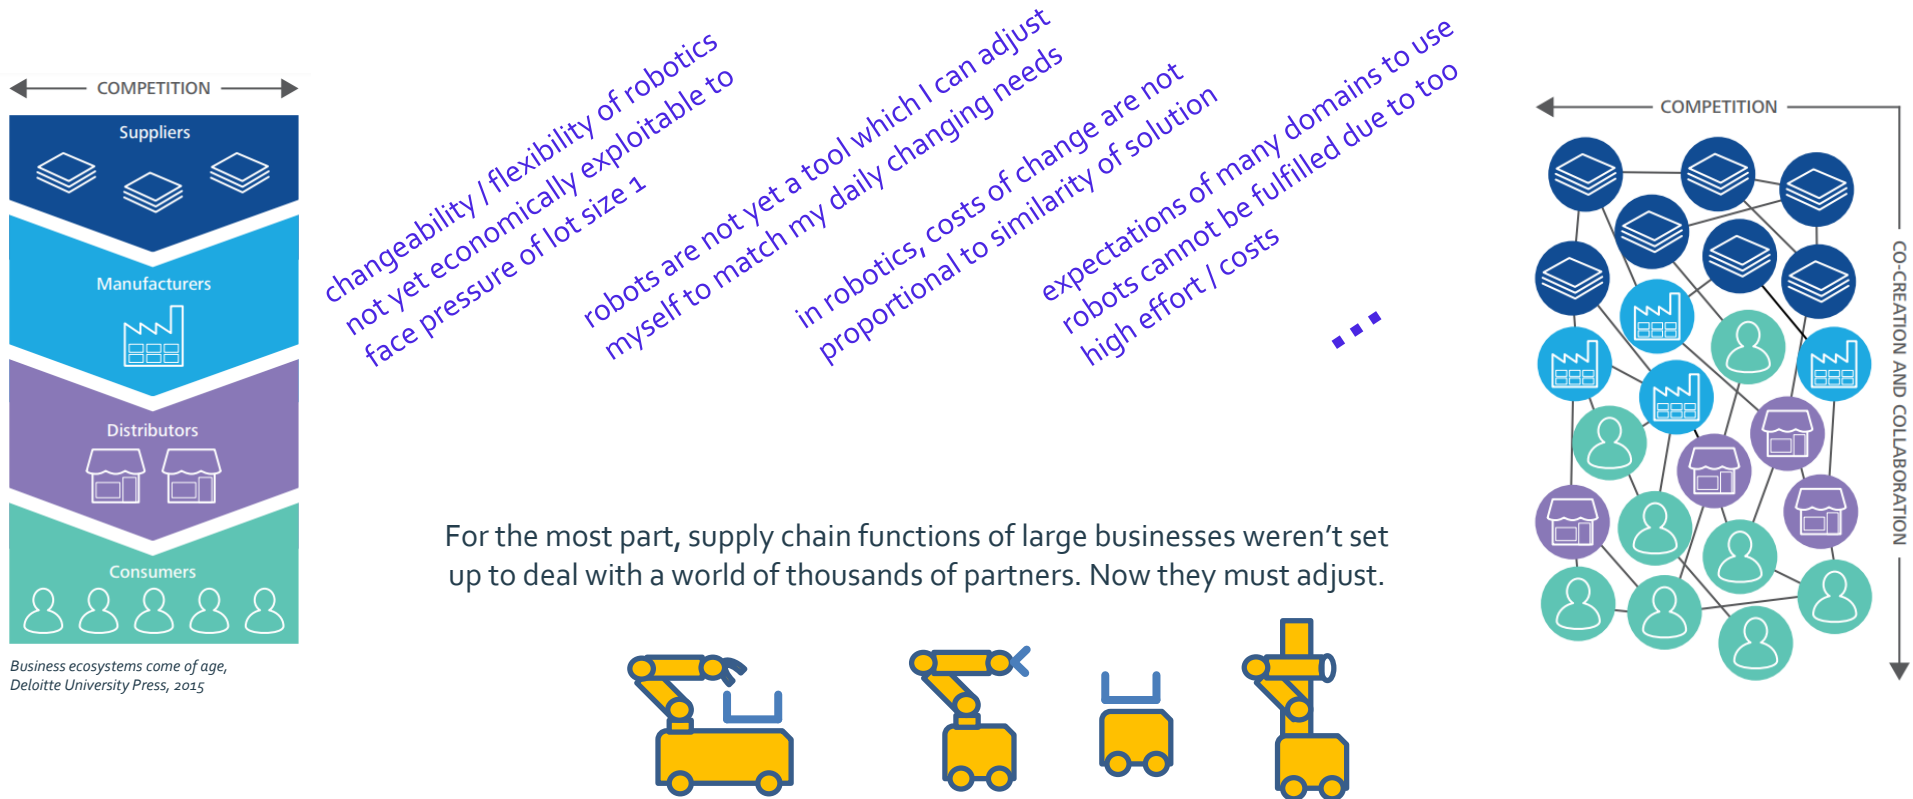 COMPETITION
Suppliers
Manufacturers
Distributors
Consumers
Business ecosystems come of age,
Deloitte University Press, 2015
changeability / flexibility of robotics
not yet economically exploitable to
face pressure of lot size 1
robots are not yet a tool which I can adjust
myself to match my daily changing needs
in robotics, costs of change are not
proportional to similarity of solution
expectations of many domains to use
robots cannot be fulfilled due to too
high effort / costs
...
For the most part, supply chain functions of large businesses weren't set
up to deal with a world of thousands of partners. Now they must adjust.
COMPETITION
CO-CREATION AND COLLABORATION